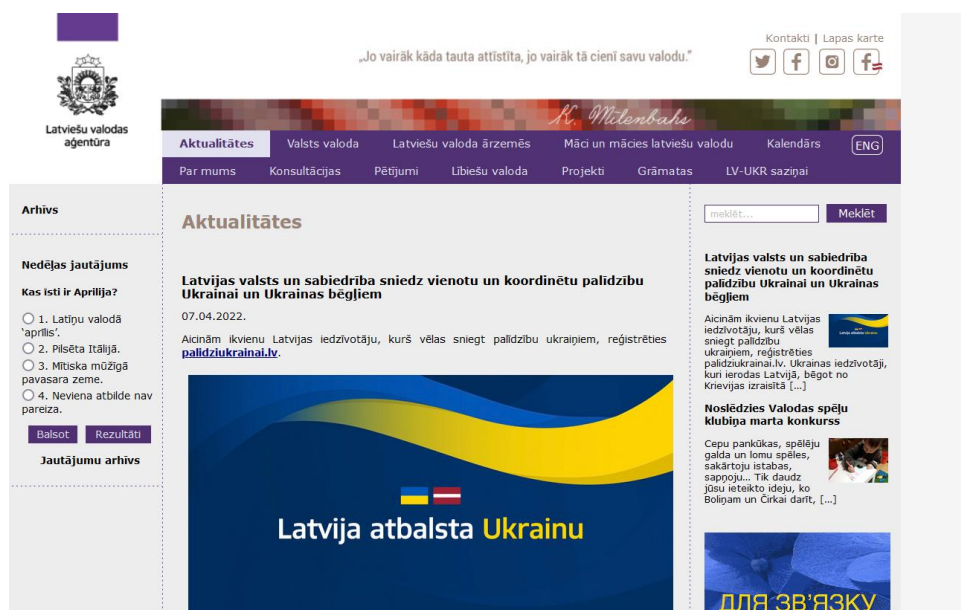 Latviešu valodas
aģentūra
„Jo vairāk kāda tauta attīstīta, jo vairāk tā cienī savu valodu.”
Kontakti | Lapas karte
K. Mīlenbahs
Aktualitātes Valsts valoda Latviešu valoda ārzemēs Māci un mācies latviešu valodu Kalendārs ENG
Par mums Konsultācijas Pētījumi Lībiešu valoda Projekti Grāmatas LV-UKR saziņai
Arhīvs
Nedēļas jautājums
Kas īsti ir Aprilija?
1. Latīņu valodā
‘aprīlis’.
2. Pilsēta Itālijā.
3. Mītiska mūžīgā
pavasara zeme.
4. Neviena atbilde nav
pareiza.
Balsot Rezultāti
Jautājumu arhīvs
Aktualitātes
Latvijas valsts un sabiedrība sniedz vienotu un koordinētu palīdzību
Ukrainai un Ukrainas bēgļiem
07.04.2022.
Aicinām ikvienu Latvijas iedzīvotāju, kurš vēlas sniegt palīdzību ukraiņiem, reģistrēties
palidziukrainai.lv.
Latvija atbalsta Ukrainu
meklēt... Meklēt
Latvijas valsts un sabiedrība
sniedz vienotu un koordinētu
palīdzību Ukrainai un Ukrainas
bēgļiem
Aicinām ikvienu Latvijas
iedzīvotāju, kurš vēlas
sniegt palīdzību
ukraiņiem, reģistrēties
palidziukrainai.lv. Ukrainas iedzīvotāji,
kuri ierodas Latvijā, bēgot no
Krievijas izraisītā [...]
Noslēdzies Valodas spēļu
klubiņa marta konkurss
Cepu pankūkas, spēlēju
galda un lomu spēles,
sakārtoju istabas,
sapņoju... Tik daudz
jūsu ieteikto ideju, ko
Boliņam un Čirkai darīt, [...]
ДЛЯ ЗВ'ЯЗКУ